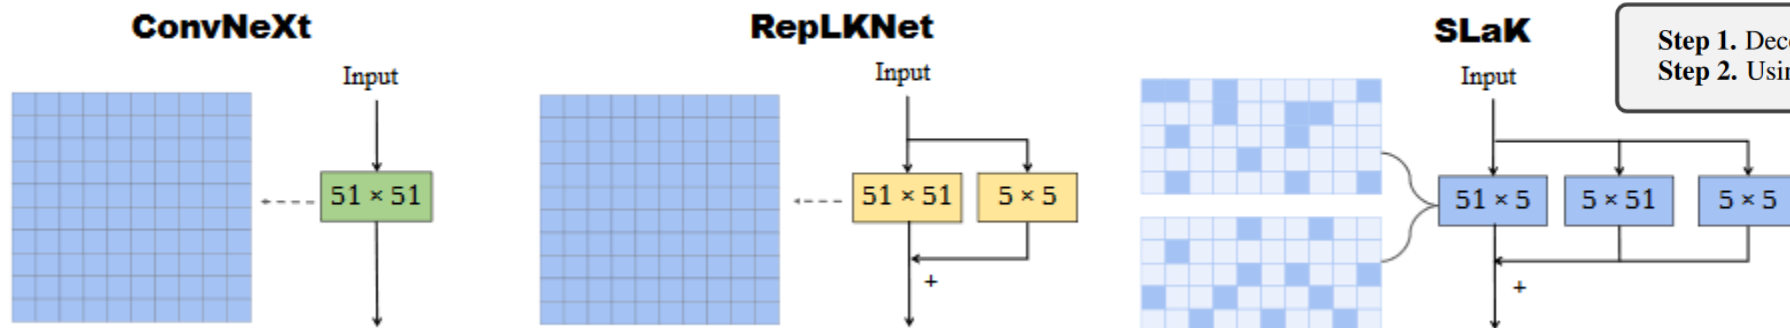 ConvNeXt
Input
51 × 51
RepLKNet
Input
51 × 51
5 × 5
+
SLaK
Input
51 × 5
5 × 51
5 × 5
+
Step 1.
Step 2.